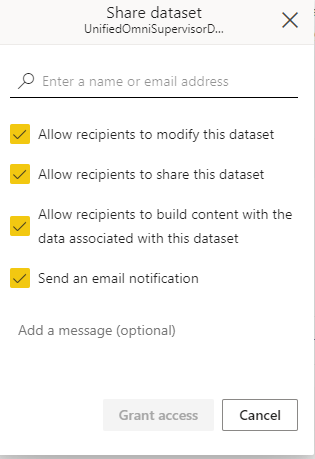 Share dataset
UnifiedOmniSupervisorD...
Enter a name or email address
Allow recipients to modify this dataset
Allow recipients to share this dataset
Allow recipients to build content with the
data associated with this dataset
Send an email notification
Add a message (optional)
Grant access
Cancel